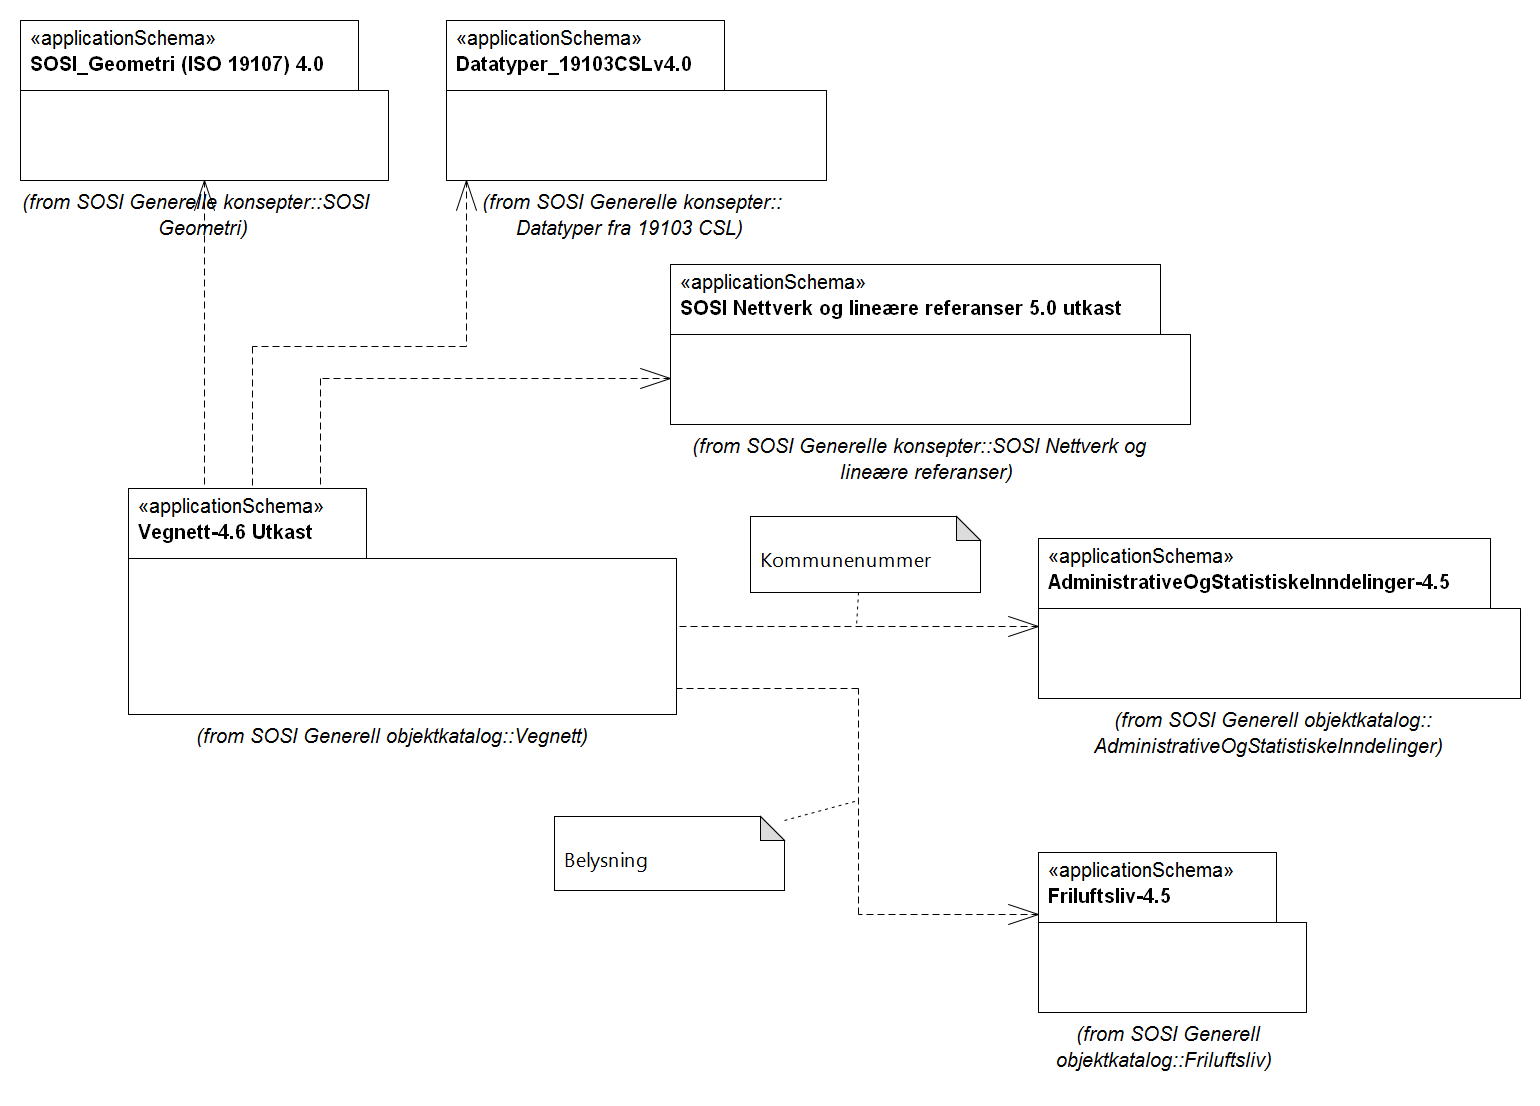 «applicationSchema»
SOSI_Geometri (ISO 19107) 4.0
(from SOSI Generelle konsepter::SOSI
Geometri)
«applicationSchema»
Datatyper_19103CSLv4.0
(from SOSI Generelle konsepter::
Datatyper fra 19103 CSL)
«applicationSchema»
SOSI Nettverk og lineære referanser 5.0 utkast
(from SOSI Generelle konsepter::SOSI Nettverk og
lineære referanser)
«applicationSchema»
Vegnett-4.6 Utkast
(from SOSI Generell objektkatalog::Vegnett)
Kommunenummer
«applicationSchema»
AdministrativeOgStatistiskeInndelinger-4.5
(from SOSI Generell objektkatalog::
AdministrativeOgStatistiskeInndelinger)
Belysning
«applicationSchema»
Friluftsliv-4.5
(from SOSI Generell
objektkatalog::Friluftsliv)